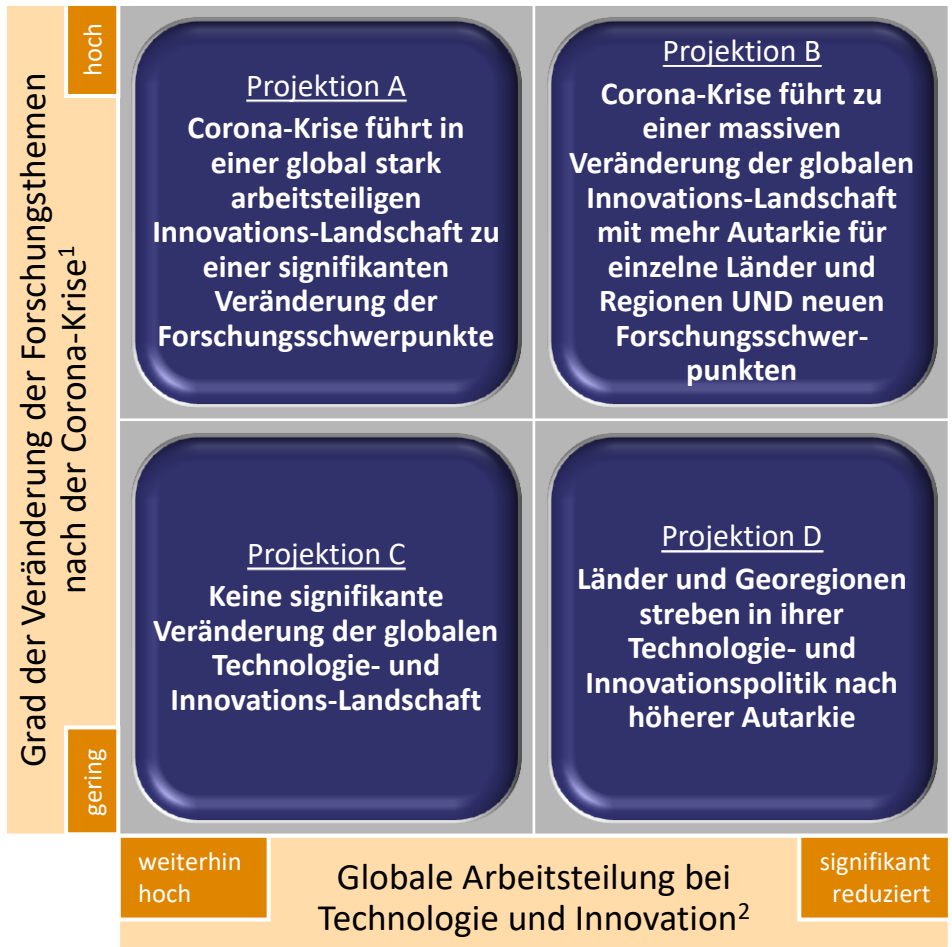 Grad der Veränderung der Forschungsthemen
nach der Corona-Krise¹
hoch
gering
Projektion A
Corona-Krise führt in
einer global stark
arbeitsteiligen
Innovations-Landschaft zu
einer signifikanten
Veränderung der
Forschungsschwerpunkte
Projektion B
Corona-Krise führt zu
einer massiven
Veränderung der globalen
Innovations-Landschaft
mit mehr Autarkie für
einzelne Länder und
Regionen UND neuen
Forschungsschwer-
punkten
Projektion C
Keine signifikante
Veränderung der globalen
Technologie- und
Innovations-Landschaft
Projektion D
Länder und Georegionen
streben in ihrer
Technologie- und
Innovationspolitik nach
höherer Autarkie
weiterhin
hoch
Globale Arbeitsteilung bei
Technologie und Innovation²
signifikant
reduziert